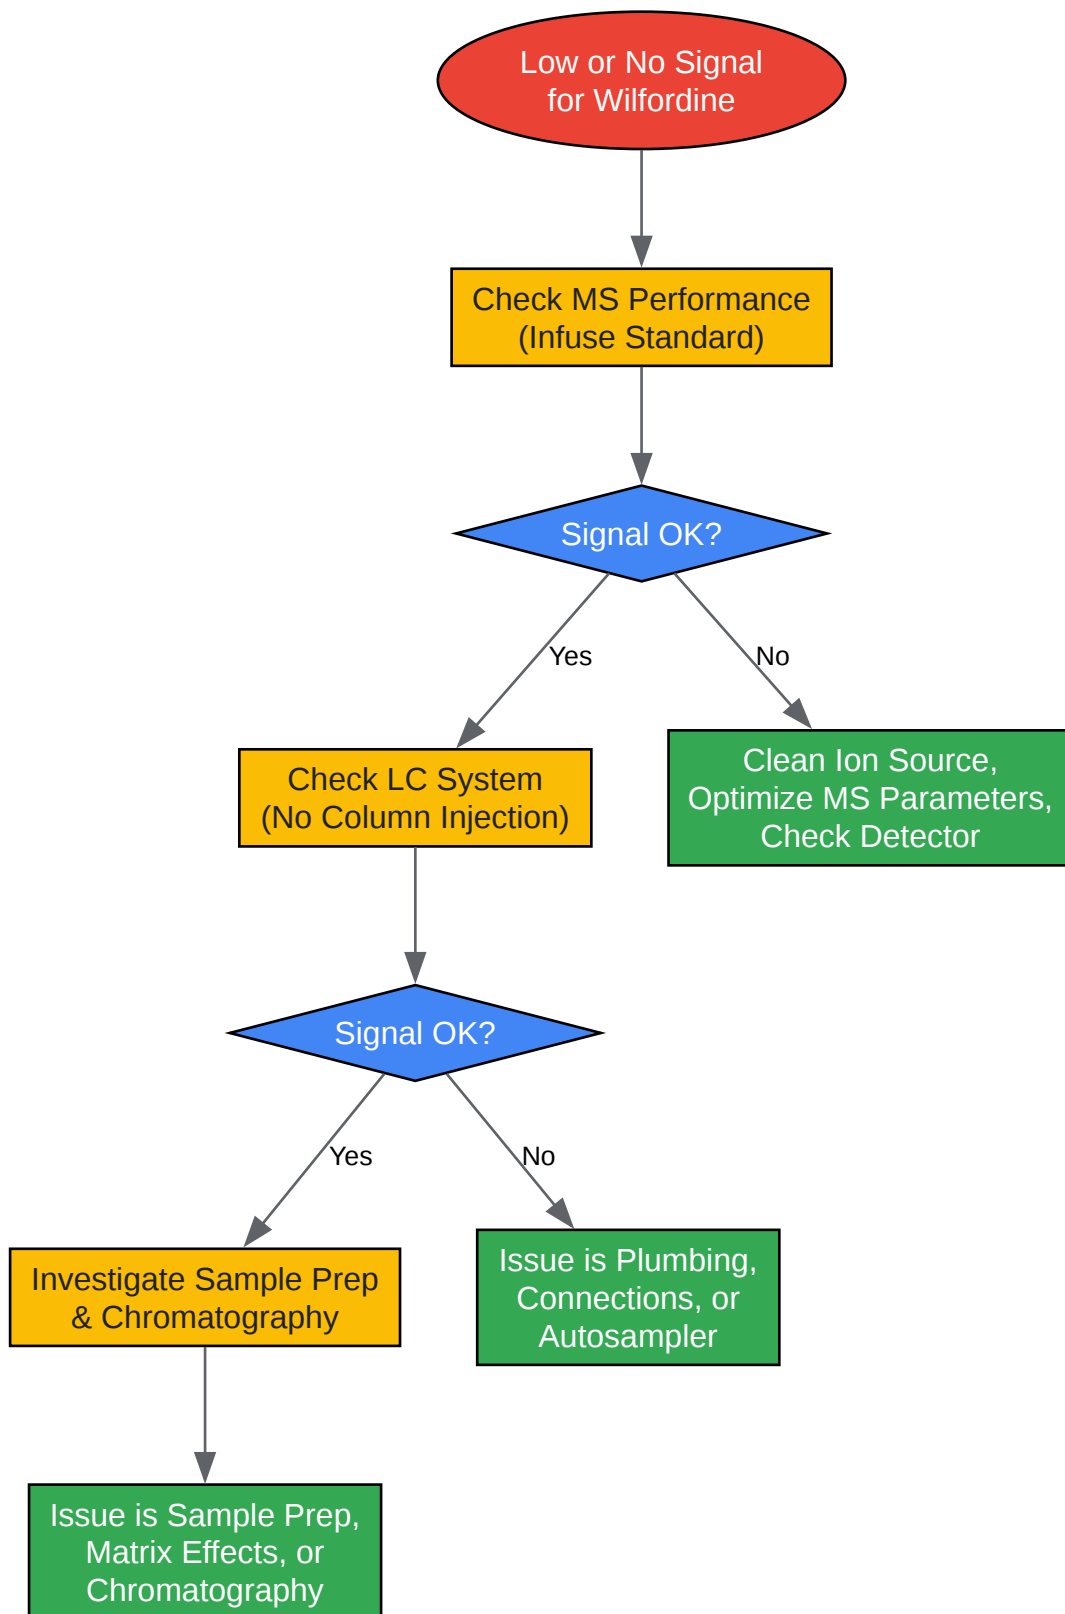 Low or No Signal
for Wilfordine
Check MS Performance
(Infuse Standard)
Signal OK?
Yes
No
Check LC System
(No Column Injection)
Clean Ion Source,
Optimize MS Parameters,
Check Detector
Signal OK?
Yes
No
Investigate Sample Prep
& Chromatography
Issue is Plumbing,
Connections, or
Autosampler
Issue is Sample Prep,
Matrix Effects, or
Chromatography